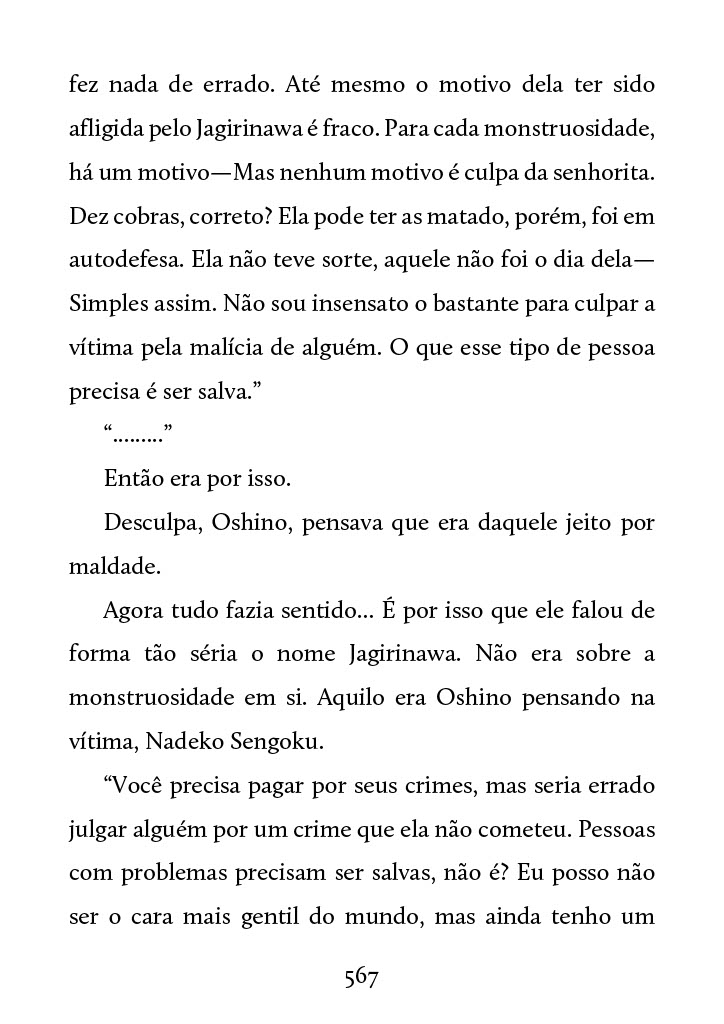 fez nada de errado. Até mesmo o motivo dela ter sido
afligida pelo Jagirinawa é fraco. Para cada monstruosidade,
há um motivo—Mas nenhum motivo é culpa da senhorita.
Dez cobras, correto? Ela pode ter as matado, porém, foi em
autodefesa. Ela não teve sorte, aquele não foi o dia dela—
Simples assim. Não sou insensato o bastante para culpar a
vítima pela malícia de alguém. O que esse tipo de pessoa
precisa é ser salva.”
“.........”
Então era por isso.
Desculpa, Oshino, pensava que era daquele jeito por
maldade.
Agora tudo fazia sentido... É por isso que ele falou de
forma tão séria o nome Jagirinawa. Não era sobre a
monstruosidade em si. Aquilo era Oshino pensando na
vítima, Nadeko Sengoku.
“Você precisa pagar por seus crimes, mas seria errado
julgar alguém por um crime que ela não cometeu. Pessoas
com problemas precisam ser salvas, não é? Eu posso não
ser o cara mais gentil do mundo, mas ainda tenho um
567